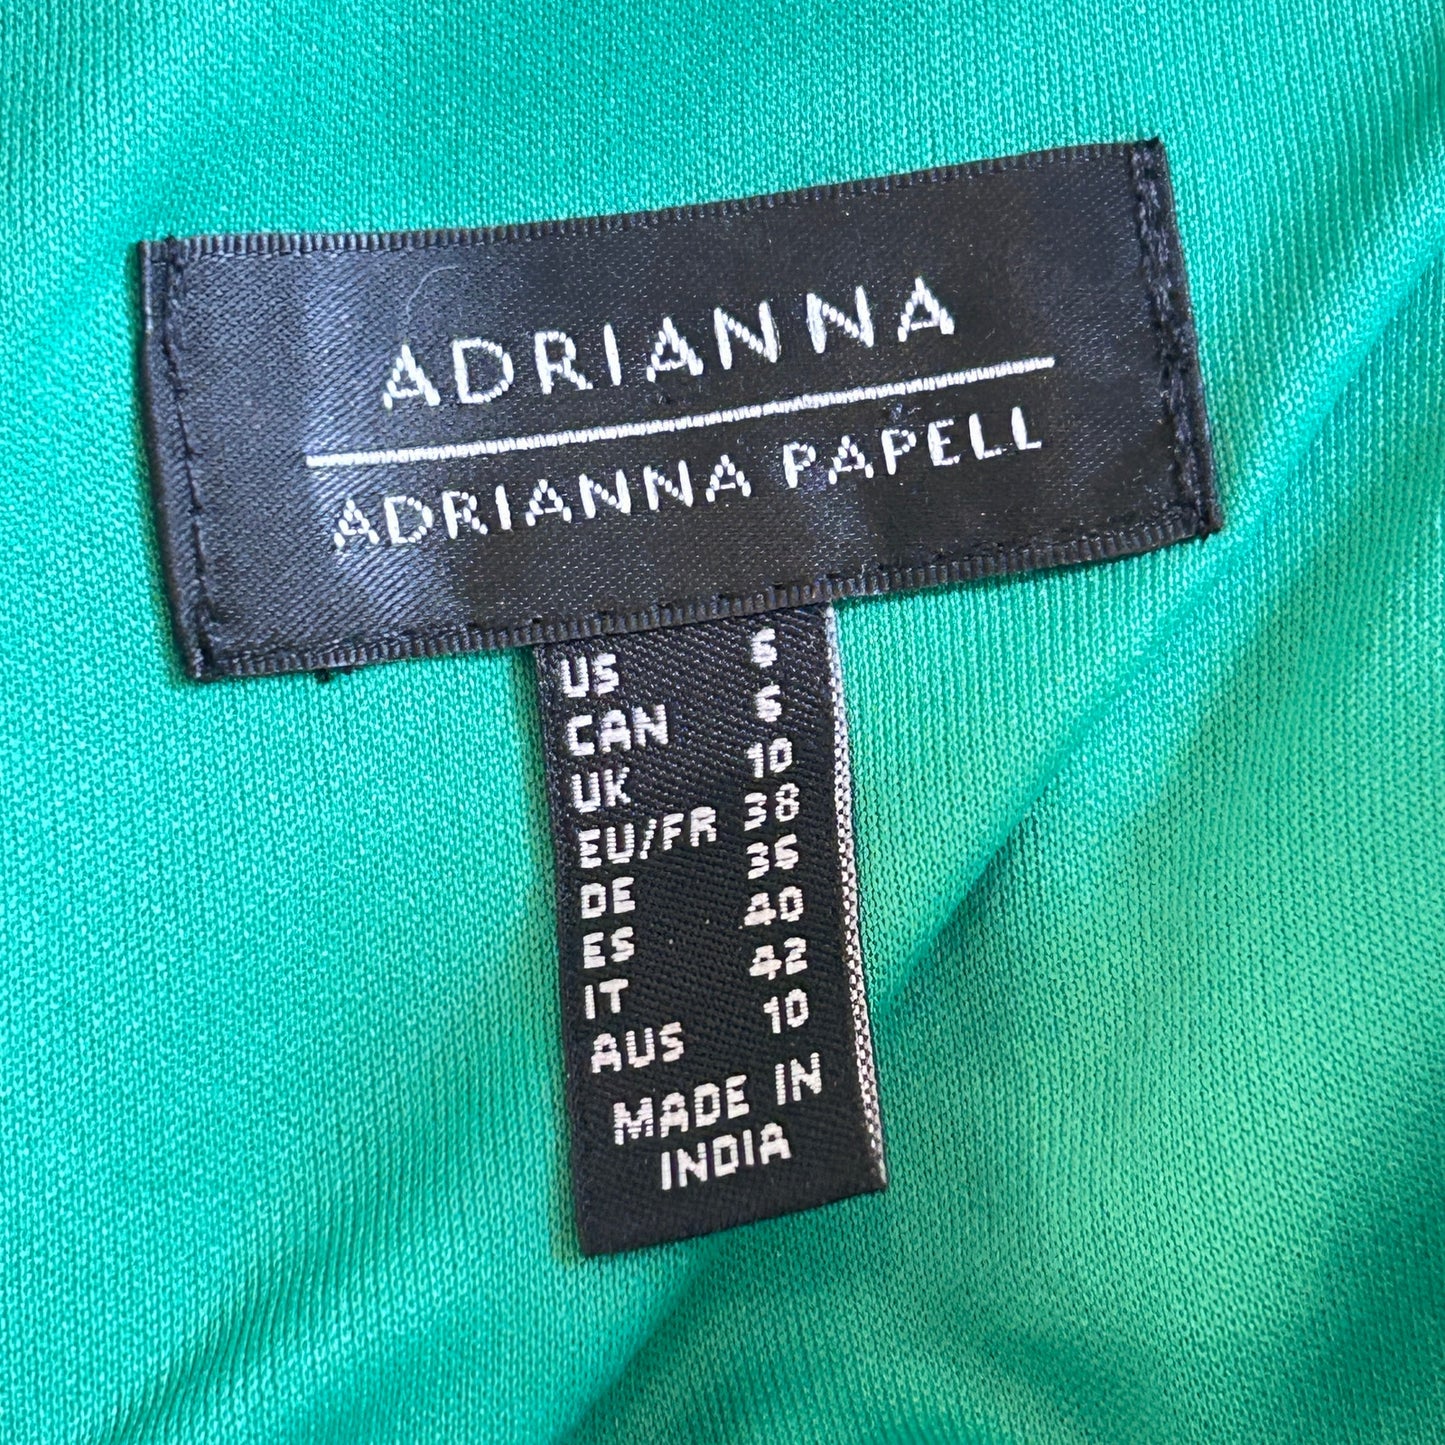 ADRIANNA
ADRIANNA PAPELL
US 6
CAN 6
UK 10
EU/FR 38
DE 36
ES 40
IT 42
AUS 10
MADE IN
INDIA